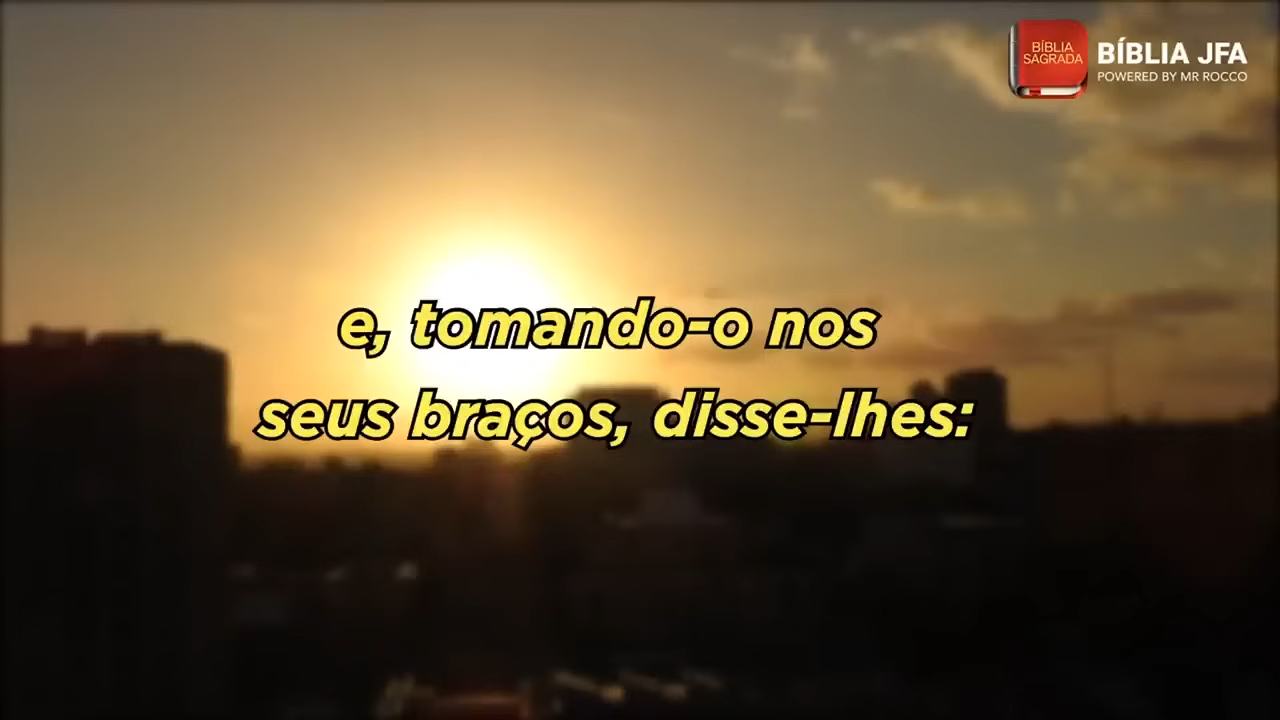 BÍBLIA
SAGRADA
BÍBLIA JFA
POWERED BY MR ROCCO
e, tomando-o nos
seus braços, disse-lhes: